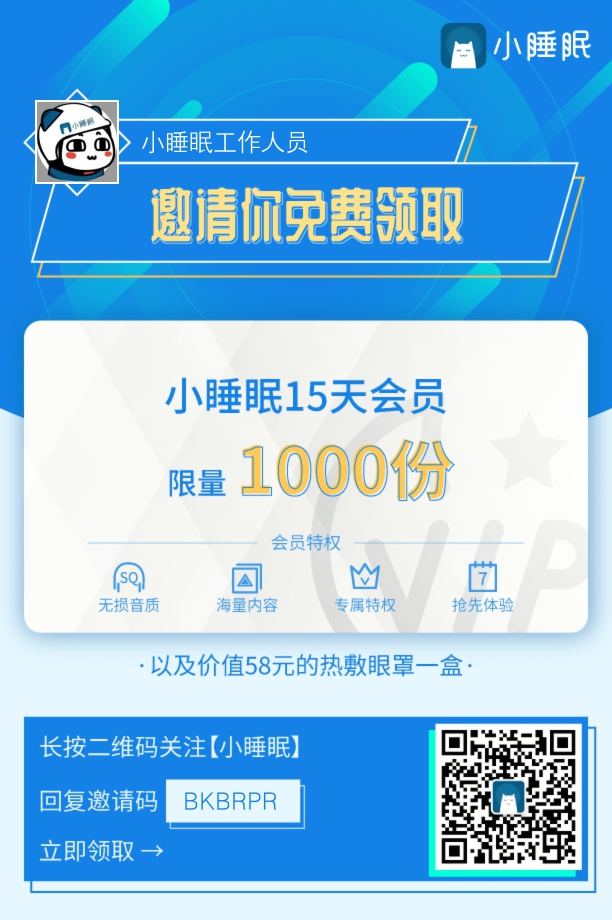 小睡眠
小睡眠
小睡眠工作人员
邀请你免费领取
小睡眠15天会员
限量 1000份
会员特权
SQ
7
无损音质 海量内容 专属特权 抢先体验
VIP
·以及价值58元的热敷眼罩一盒·
长按二维码关注【小睡眠】
回复邀请码 BKBRPR
立即领取 →